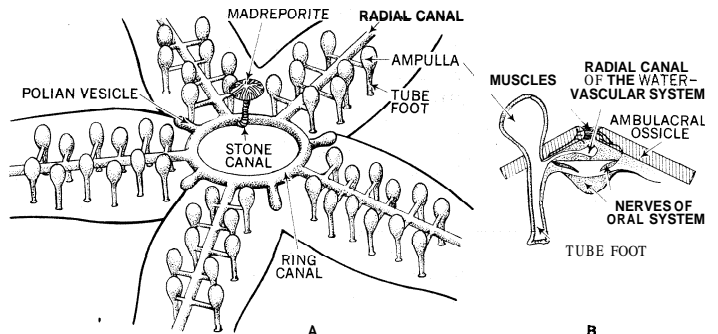 MADREPORITE
RADIAL CANAL
AMPULLA
TUBE
FOOT
POLIAN VESICLE
STONE
CANAL
RING
CANAL
A
MUSCLES
RADIAL CANAL
OF THE WATER-
VASCULAR SYSTEM
AMBULACRAL
OSSICLE
NERVES OF
ORAL SYSTEM
TUBE FOOT
B